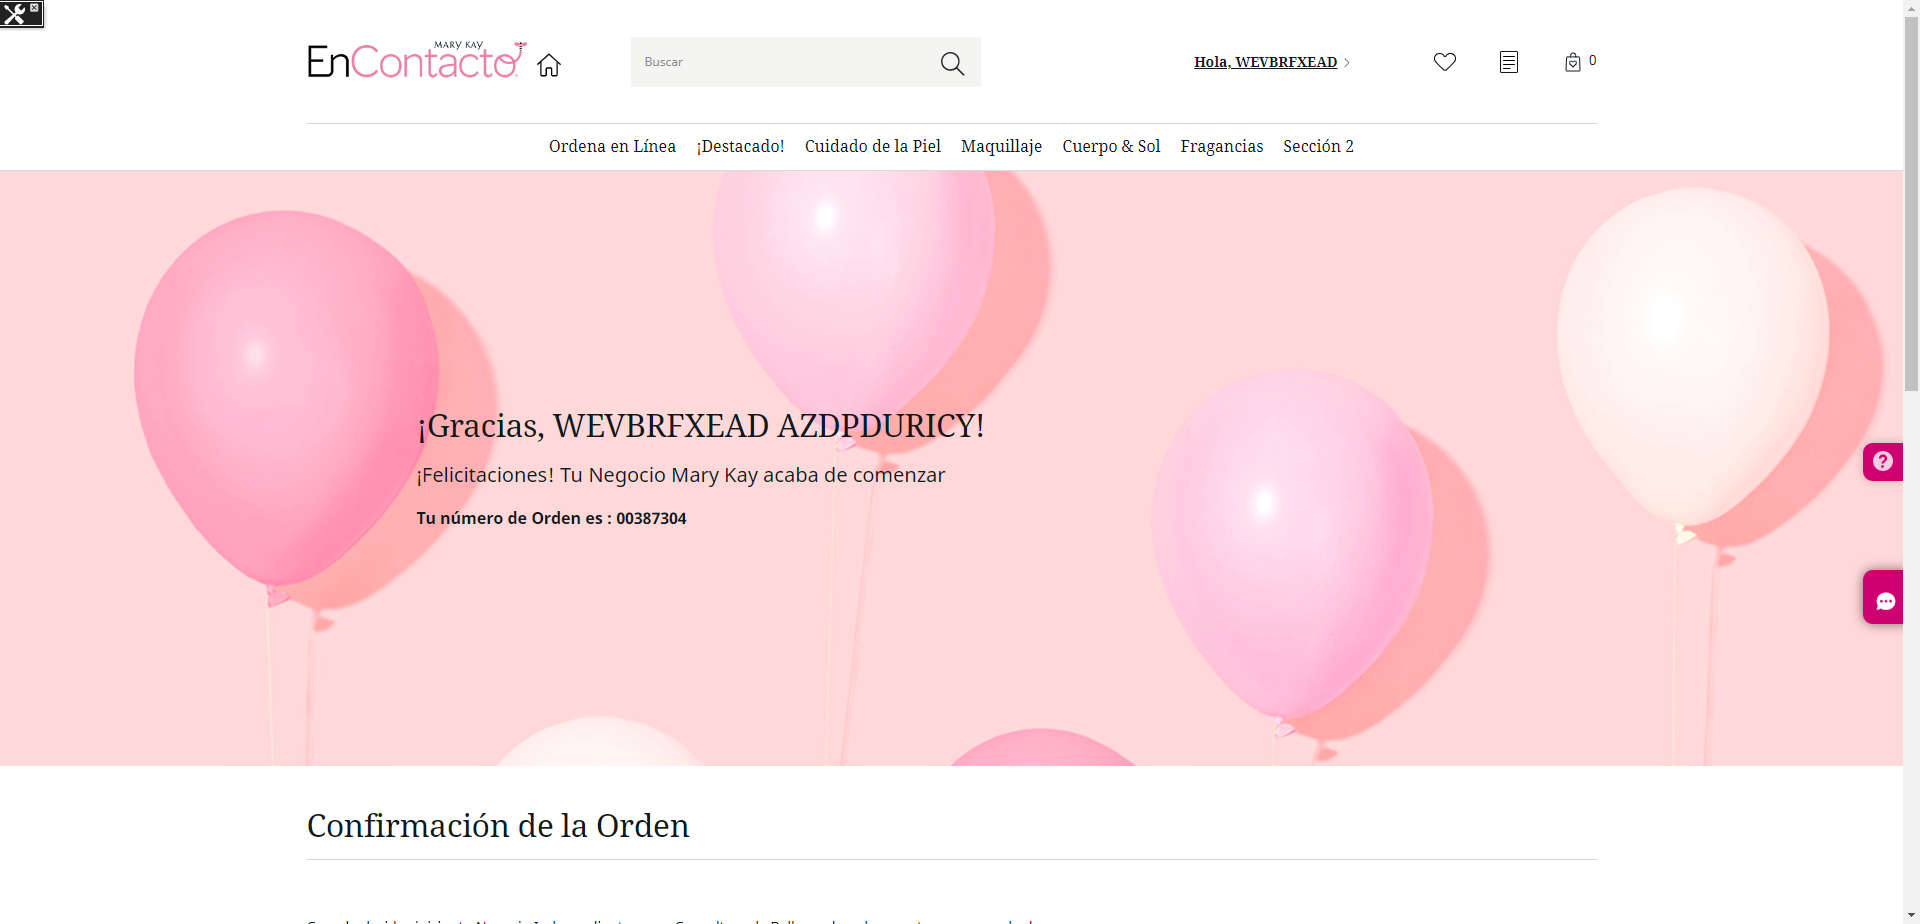 MARY KAY
EnContacto
Buscar
Hola, WEVBRFXEAD
0
Ordena en Línea ¡Destacado! Cuidado de la Piel Maquillaje Cuerpo & Sol Fragancias Sección 2
¡Gracias, WEVBRFXEAD AZDPDURICY!
¡Felicitaciones! Tu Negocio Mary Kay acaba de comenzar
Tu número de Orden es : 00387304
Confirmación de la Orden